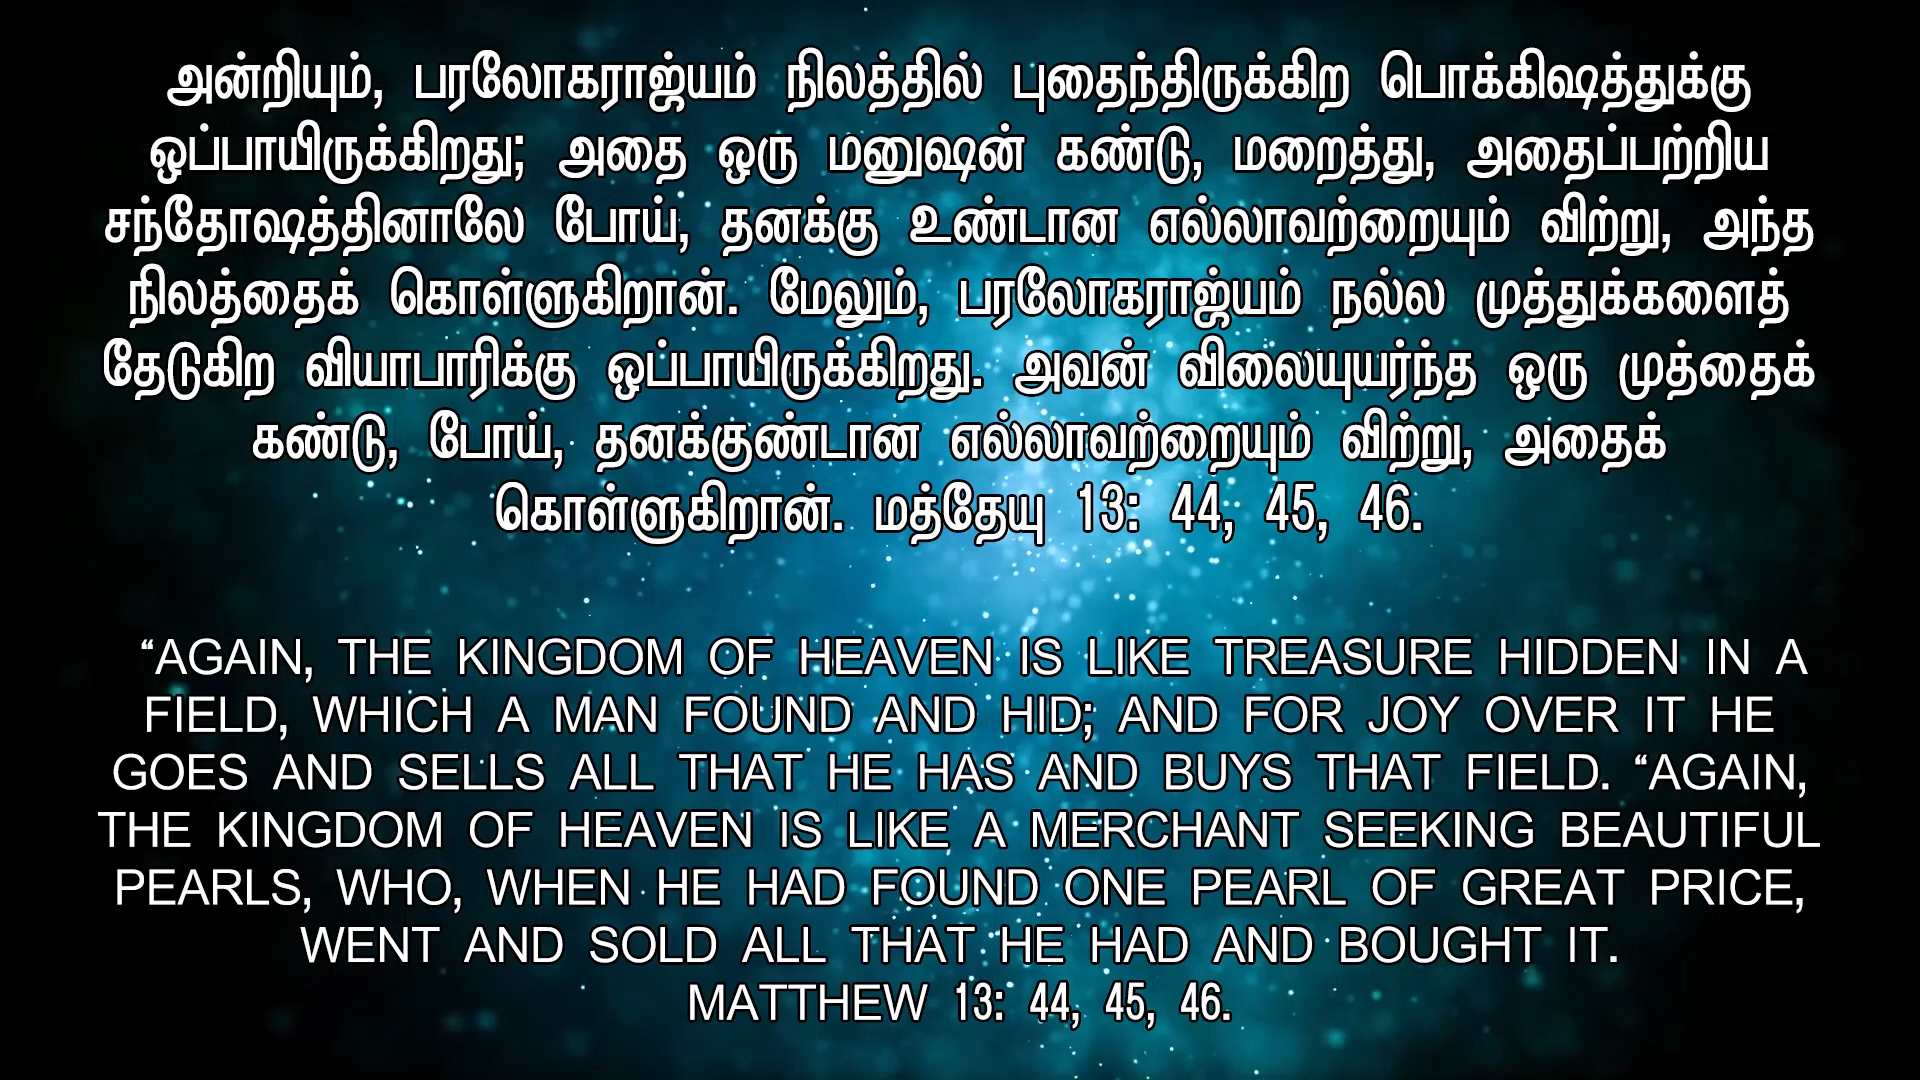 அன்றியும், பரலோகராஜ்யம் நிலத்தில் புதைந்திருக்கிற பொக்கிஷத்துக்கு
ஒப்பாயிருக்கிறது; அதை ஒரு மனுஷன் கண்டு, மறைத்து, அதைப்பற்றிய
சந்தோஷத்தினாலே போய், தனக்கு உண்டான எல்லாவற்றையும் விற்று, அந்த
நிலத்தைக் கொள்ளுகிறான். மேலும், பரலோகராஜ்யம் நல்ல முத்துக்களைத்
தேடுகிற வியாபாரிக்கு ஒப்பாயிருக்கிறது. அவன் விலையுயர்ந்த ஒரு முத்தைக்
கண்டு, போய், தனக்குண்டான எல்லாவற்றையும் விற்று, அதைக்
கொள்ளுகிறான். மத்தேயு 13: 44, 45, 46.
“AGAIN, THE KINGDOM OF HEAVEN IS LIKE TREASURE HIDDEN IN A
FIELD, WHICH A MAN FOUND AND HID; AND FOR JOY OVER IT HE
GOES AND SELLS ALL THAT HE HAS AND BUYS THAT FIELD. “AGAIN,
THE KINGDOM OF HEAVEN IS LIKE A MERCHANT SEEKING BEAUTIFUL
PEARLS, WHO, WHEN HE HAD FOUND ONE PEARL OF GREAT PRICE,
WENT AND SOLD ALL THAT HE HAD AND BOUGHT IT.
MATTHEW 13: 44, 45, 46.